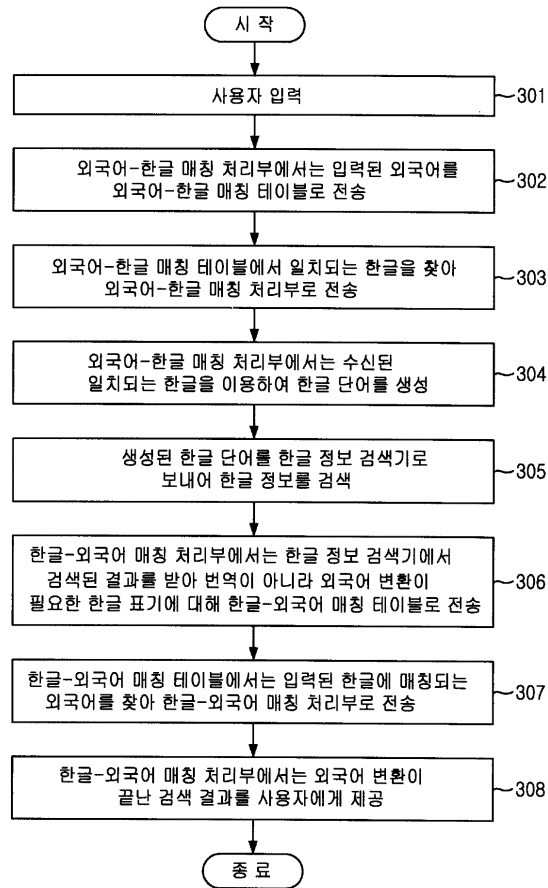 시 작
사용자 입력
301
외국어-한글 매칭 처리부에서는 입력된 외국어를
외국어-한글 매칭 테이블로 전송
302
외국어-한글 매칭 테이블에서 일치되는 한글을 찾아
외국어-한글 매칭 처리부로 전송
303
외국어-한글 매칭 처리부에서는 수신된
일치되는 한글을 이용하여 한글 단어를 생성
304
생성된 한글 단어를 한글 정보 검색기로
보내어 한글 정보를 검색
305
한글-외국어 매칭 처리부에서는 한글 정보 검색기에서
검색된 결과를 받아 번역이 아니라 외국어 변환이
필요한 한글 표기에 대해 한글-외국어 매칭 테이블로 전송
306
한글-외국어 매칭 테이블에서는 입력된 한글에 매칭되는
외국어를 찾아 한글-외국어 매칭 처리부로 전송
307
한글-외국어 매칭 처리부에서는 외국어 변환이
끝난 검색 결과를 사용자에게 제공
308
종 료